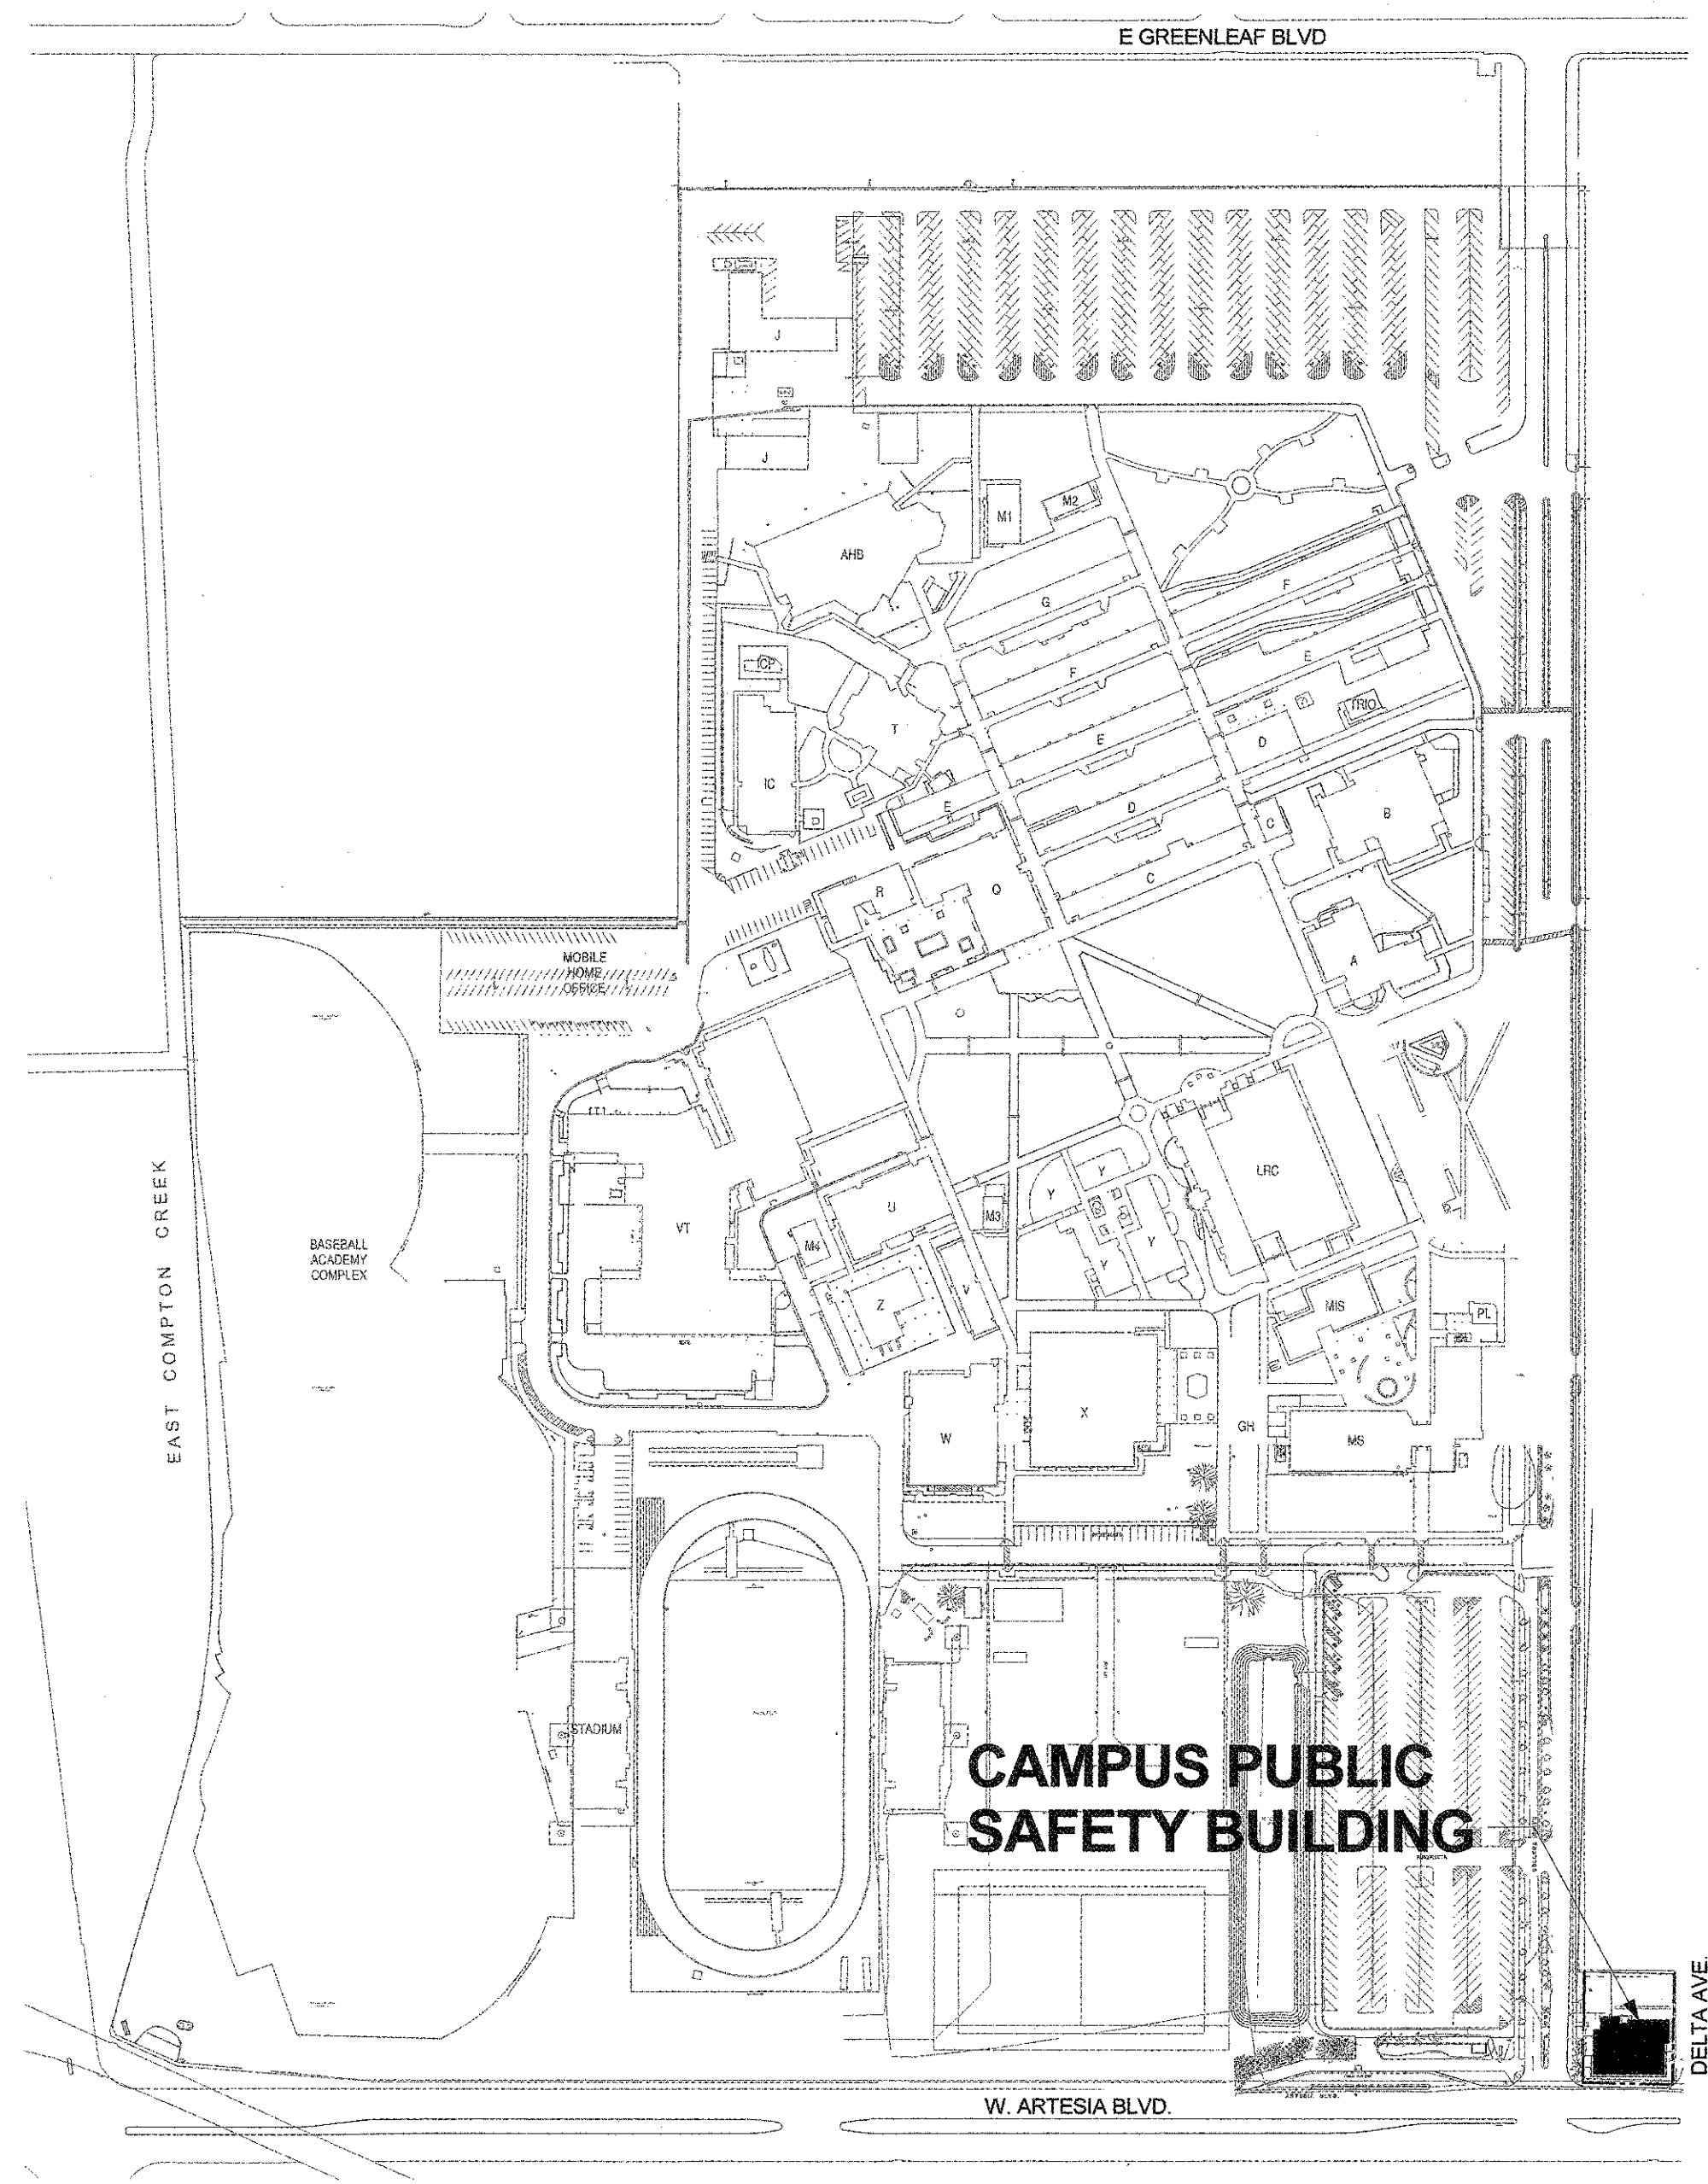 E GREENLEAF BLVD
J
J
M1
M2
AHB
G
F
F
E
ICP
TRIO
T
E
D
IC
E
D
C
B
C
R
Q
A
MOBILE
HOME
OFFICE
LRC
EAST COMPTON CREEK
Y
Y
U
M3
VT
M4
Y
Y
BASEBALL
ACADEMY
COMPLEX
V
Z
MIS
PL
X
GH
W
MS
STADIUM
CAMPUS PUBLIC
SAFETY BUILDING
DELTA AVE.
W. ARTESIA BLVD.